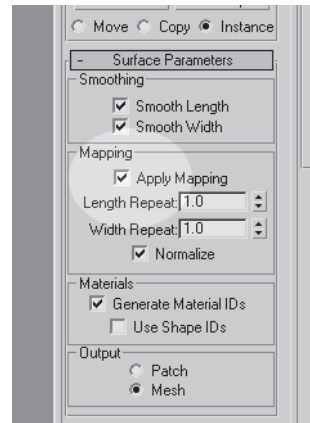 Move Copy Instance
- Surface Parameters
Smoothing
Smooth Length
Smooth Width
Mapping
Apply Mapping
Length Repeat: 1.0
Width Repeat: 1.0
Normalize
Materials
Generate Material IDs
Use Shape IDs
Output
Patch
Mesh